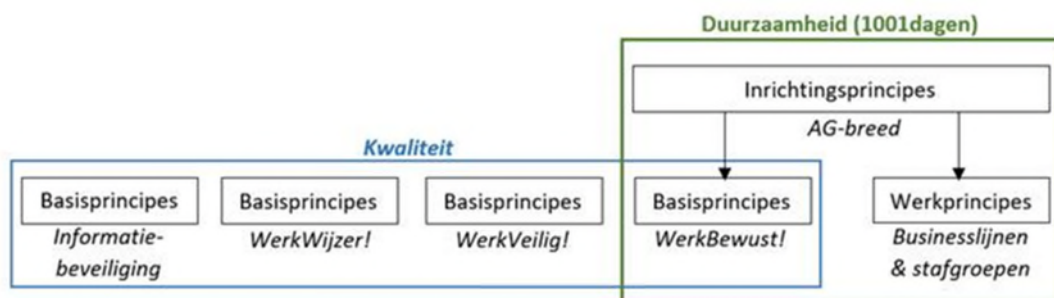 Duurzaamheid (1001dagen)
Inrichtingsprincipes
AG-breed
Kwaliteit
Basisprincipes
Informatie-
beveiliging
Basisprincipes
WerkWijzer!
Basisprincipes
WerkVeilig!
Basisprincipes
WerkBewust!
Werkprincipes
Businesslijnen
& stafgroepen